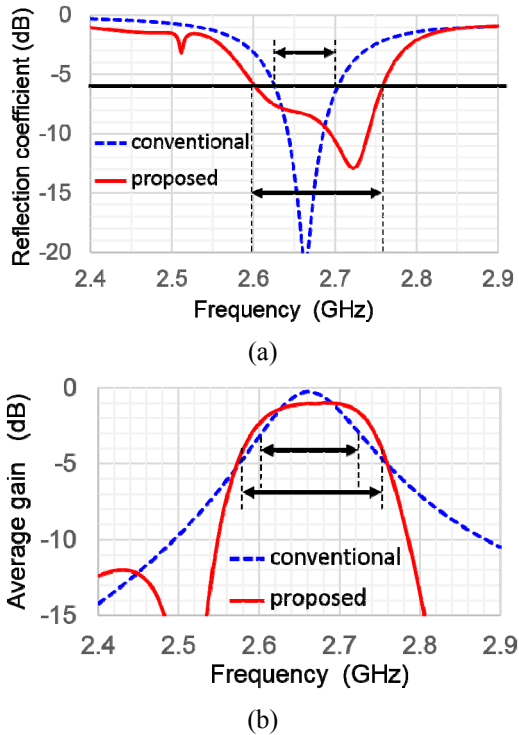 Reflection coefficient (dB)
0
-5
-10
-15
-20
conventional
proposed
2.4 2.5 2.6 2.7 2.8 2.9
Frequency (GHz)
(a)
Average gain (dB)
0
-5
-10
-15
conventional
proposed
2.4 2.5 2.6 2.7 2.8 2.9
Frequency (GHz)
(b)